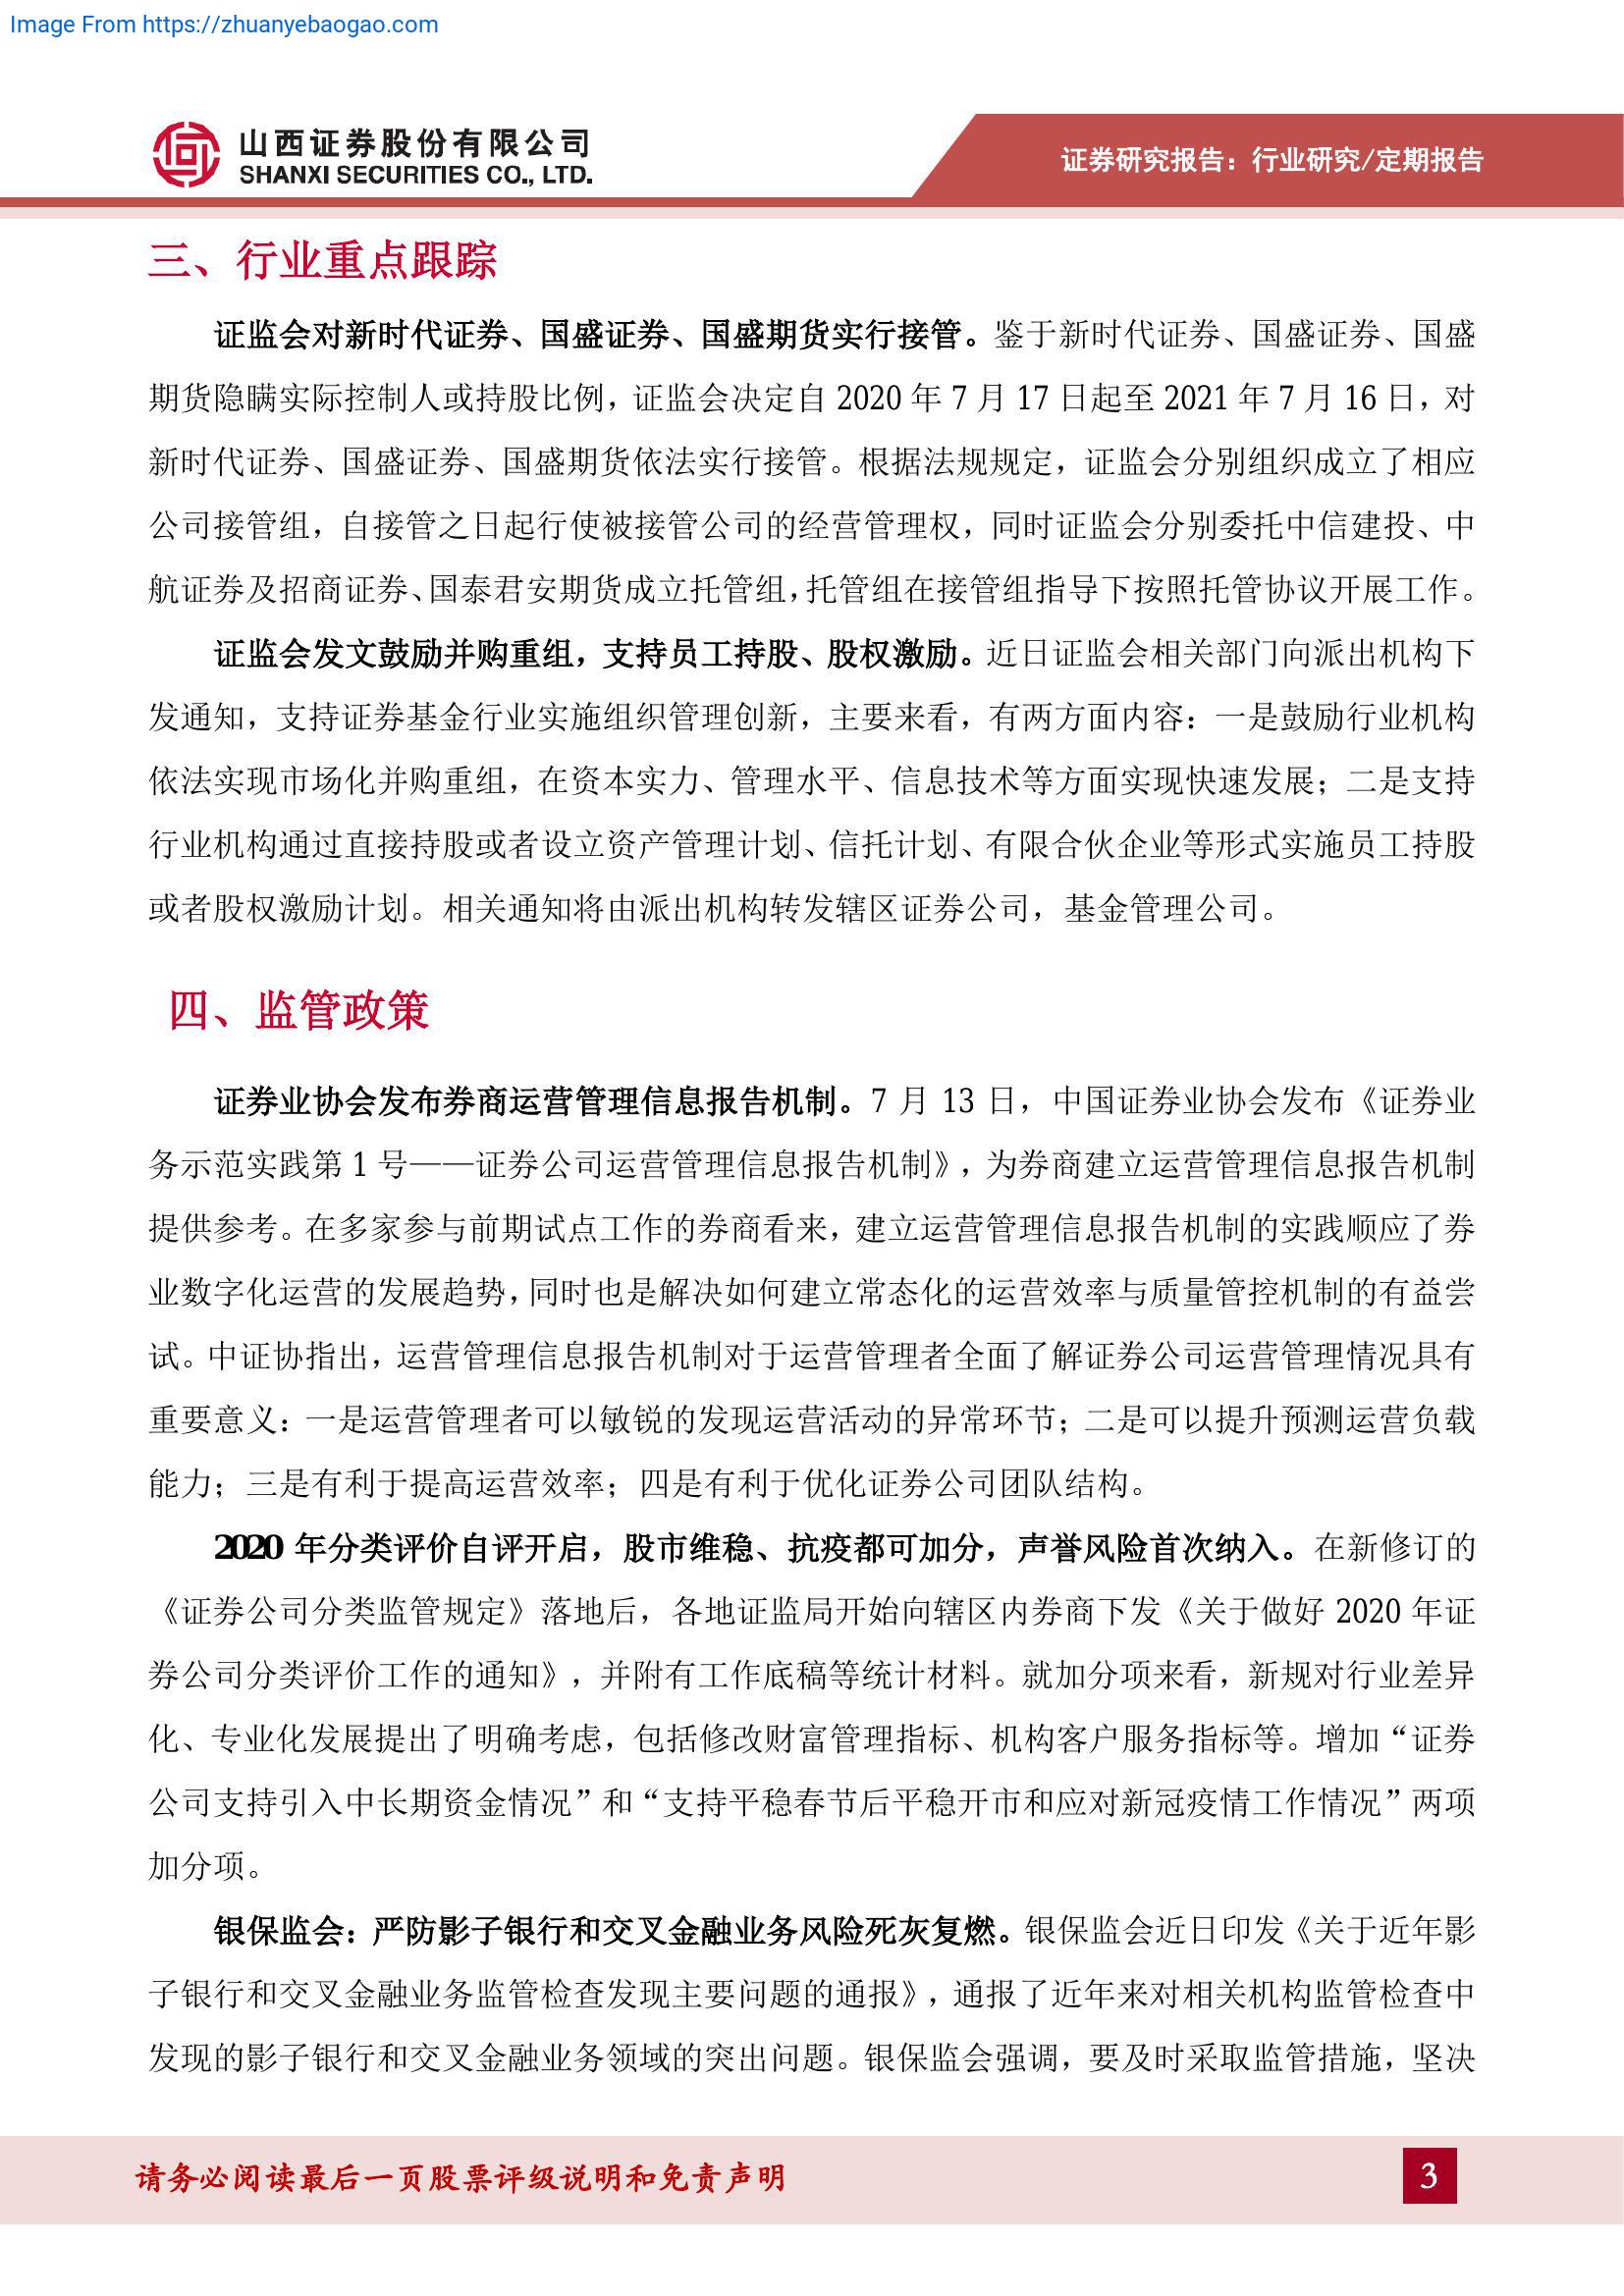 Image From https://zhuanyebaogao.com
山西证券股份有限公司
SHANXI SECURITIES CO., LTD.
证券研究报告：行业研究/定期报告
三、行业重点跟踪
证监会对新时代证券、国盛证券、国盛期货实行接管。鉴于新时代证券、国盛证券、国盛
期货隐瞒实际控制人或持股比例，证监会决定自 2020 年 7 月 17 日起至 2021 年 7 月 16 日，对
新时代证券、国盛证券、国盛期货依法实行接管。根据法规规定，证监会分别组织成立了相应
公司接管组，自接管之日起行使被接管公司的经营管理权，同时证监会分别委托中信建投、中
航证券及招商证券、国泰君安期货成立托管组，托管组在接管组指导下按照托管协议开展工作。
证监会发文鼓励并购重组，支持员工持股、股权激励。近日证监会相关部门向派出机构下
发通知，支持证券基金行业实施组织管理创新，主要来看，有两方面内容：一是鼓励行业机构
依法实现市场化并购重组，在资本实力、管理水平、信息技术等方面实现快速发展；二是支持
行业机构通过直接持股或者设立资产管理计划、信托计划、有限合伙企业等形式实施员工持股
或者股权激励计划。相关通知将由派出机构转发辖区证券公司，基金管理公司。
四、监管政策
证券业协会发布券商运营管理信息报告机制。7 月 13 日，中国证券业协会发布《证券业
务示范实践第 1 号——证券公司运营管理信息报告机制》，为券商建立运营管理信息报告机制
提供参考。在多家参与前期试点工作的券商看来，建立运营管理信息报告机制的实践顺应了券
业数字化运营的发展趋势，同时也是解决如何建立常态化的运营效率与质量管控机制的有益尝
试。中证协指出，运营管理信息报告机制对于运营管理者全面了解证券公司运营管理情况具有
重要意义：一是运营管理者可以敏锐的发现运营活动的异常环节；二是可以提升预测运营负载
能力；三是有利于提高运营效率；四是有利于优化证券公司团队结构。
2020 年分类评价自评开启，股市维稳、抗疫都可加分，声誉风险首次纳入。在新修订的
《证券公司分类监管规定》落地后，各地证监局开始向辖区内券商下发《关于做好 2020 年证
券公司分类评价工作的通知》，并附有工作底稿等统计材料。就加分项来看，新规对行业差异
化、专业化发展提出了明确考虑，包括修改财富管理指标、机构客户服务指标等。增加“证券
公司支持引入中长期资金情况”和“支持平稳春节后平稳开市和应对新冠疫情工作情况”两项
加分项。
银保监会：严防影子银行和交叉金融业务风险死灰复燃。银保监会近日印发《关于近年影
子银行和交叉金融业务监管检查发现主要问题的通报》，通报了近年来对相关机构监管检查中
发现的影子银行和交叉金融业务领域的突出问题。银保监会强调，要及时采取监管措施，坚决
请务必阅读最后一页股票评级说明和免责声明
3